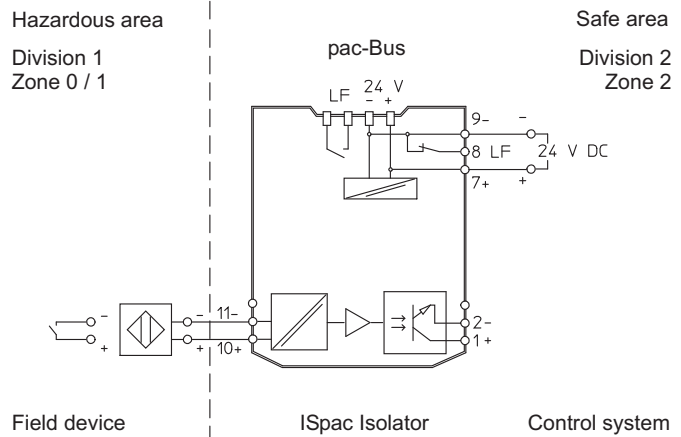 Hazardous area
Safe area
Division 1
Zone 0 / 1
pac-Bus
Division 2
Zone 2
LF 24 V
- +
9- -
8 LF 24 V DC
7+ +
- - 11-
+ + 10+
2-
1+
Field device
ISpac Isolator
Control system